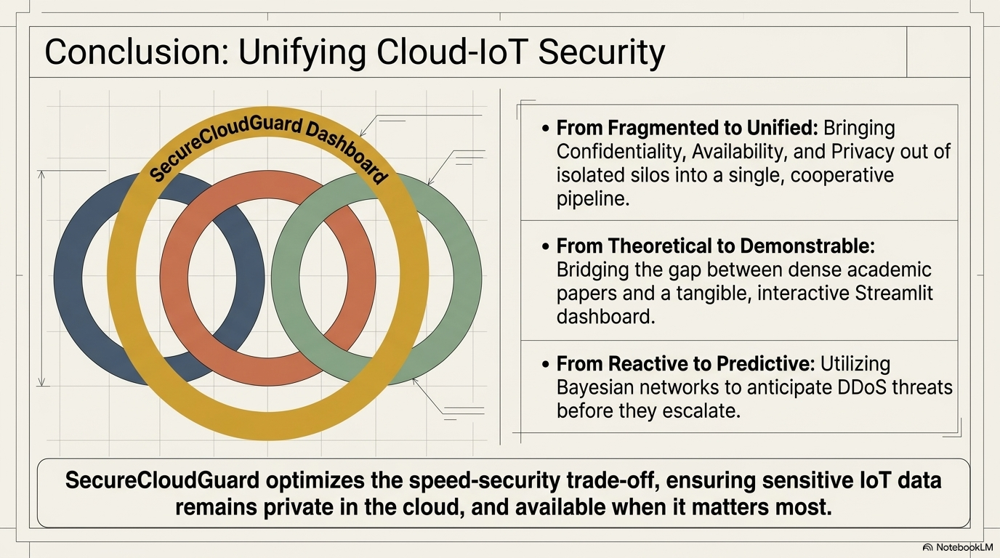 Conclusion: Unifying Cloud-IoT Security
SecureCloudGuard Dashboard
• From Fragmented to Unified: Bringing
Confidentiality, Availability, and Privacy out of
isolated silos into a single, cooperative
pipeline.
• From Theoretical to Demonstrable:
Bridging the gap between dense academic
papers and a tangible, interactive Streamlit
dashboard.
• From Reactive to Predictive: Utilizing
Bayesian networks to anticipate DDoS threats
before they escalate.
SecureCloudGuard optimizes the speed-security trade-off, ensuring sensitive IoT data
remains private in the cloud, and available when it matters most.
NotebookLM